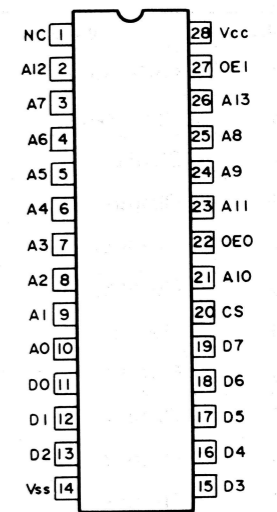 NC 1 28 Vcc
A12 2 27 OE1
A7 3 26 A13
A6 4 25 A8
A5 5 24 A9
A4 6 23 A11
A3 7 22 OE0
A2 8 21 A10
A1 9 20 CS
A0 10 19 D7
D0 11 18 D6
D1 12 17 D5
D2 13 16 D4
Vss 14 15 D3